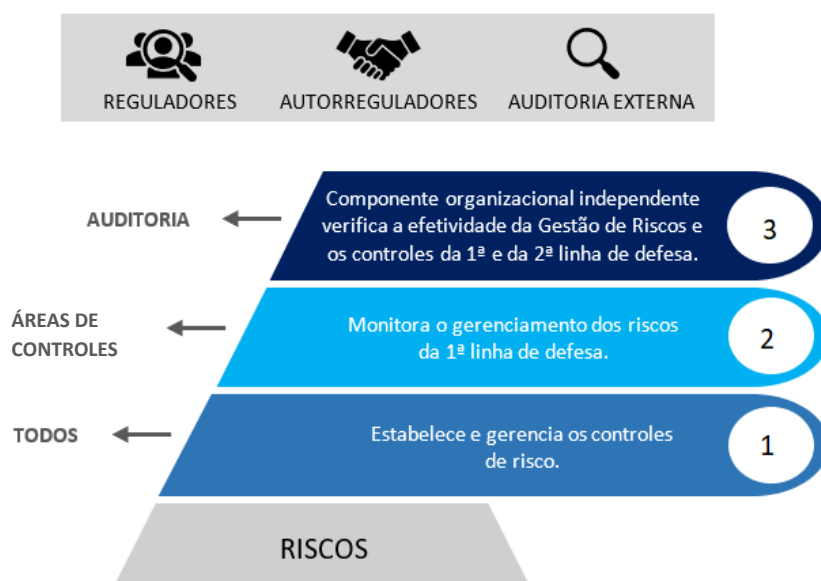 REGULADORES
AUTORREGULADORES
AUDITORIA EXTERNA
AUDITORIA
Componente organizacional independente
verifica a efetividade da Gestão de Riscos e
os controles da 1ª e da 2ª linha de defesa.
3
ÁREAS DE
CONTROLES
Monitora o gerenciamento dos riscos
da 1ª linha de defesa.
2
TODOS
Estabelece e gerencia os controles
de risco.
1
RISCOS